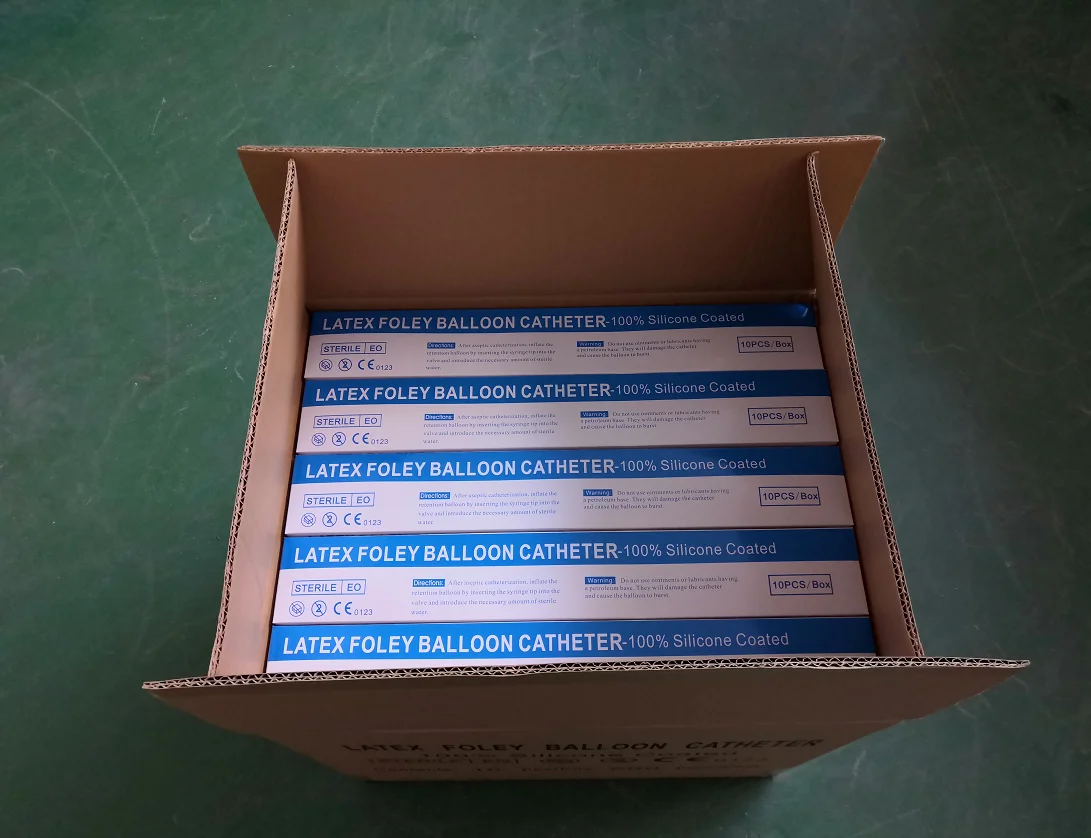 LATEX FOLEY BALLOON CATHETER-100% Silicone Coated
STERILE EO
Directions: After aseptic catheterization, inflate the
retention balloon by inserting the syringe tip into the
valve and introduce the necessary amount of sterile
water.
Warning: Do not use ointments or lubricants having
a petroleum base. They will damage the catheter
and cause the balloon to burst.
10PCS/Box
CE 0123
LATEX FOLEY BALLOON CATHETER-100% Silicone Coated
STERILE EO
Directions: After aseptic catheterization, inflate the
retention balloon by inserting the syringe tip into the
valve and introduce the necessary amount of sterile
water.
Warning: Do not use ointments or lubricants having
a petroleum base. They will damage the catheter
and cause the balloon to burst.
10PCS/Box
CE 0123
LATEX FOLEY BALLOON CATHETER-100% Silicone Coated
STERILE EO
Directions: After aseptic catheterization, inflate the
retention balloon by inserting the syringe tip into the
valve and introduce the necessary amount of sterile
water.
Warning: Do not use ointments or lubricants having
a petroleum base. They will damage the catheter
and cause the balloon to burst.
10PCS/Box
CE 0123
LATEX FOLEY BALLOON CATHETER-100% Silicone Coated
STERILE EO
Directions: After aseptic catheterization, inflate the
retention balloon by inserting the syringe tip into the
valve and introduce the necessary amount of sterile
water.
Warning: Do not use ointments or lubricants having
a petroleum base. They will damage the catheter
and cause the balloon to burst.
10PCS/Box
CE 0123
LATEX FOLEY BALLOON CATHETER-100% Silicone Coated
LATEX FOLEY BALLOON CATHETER